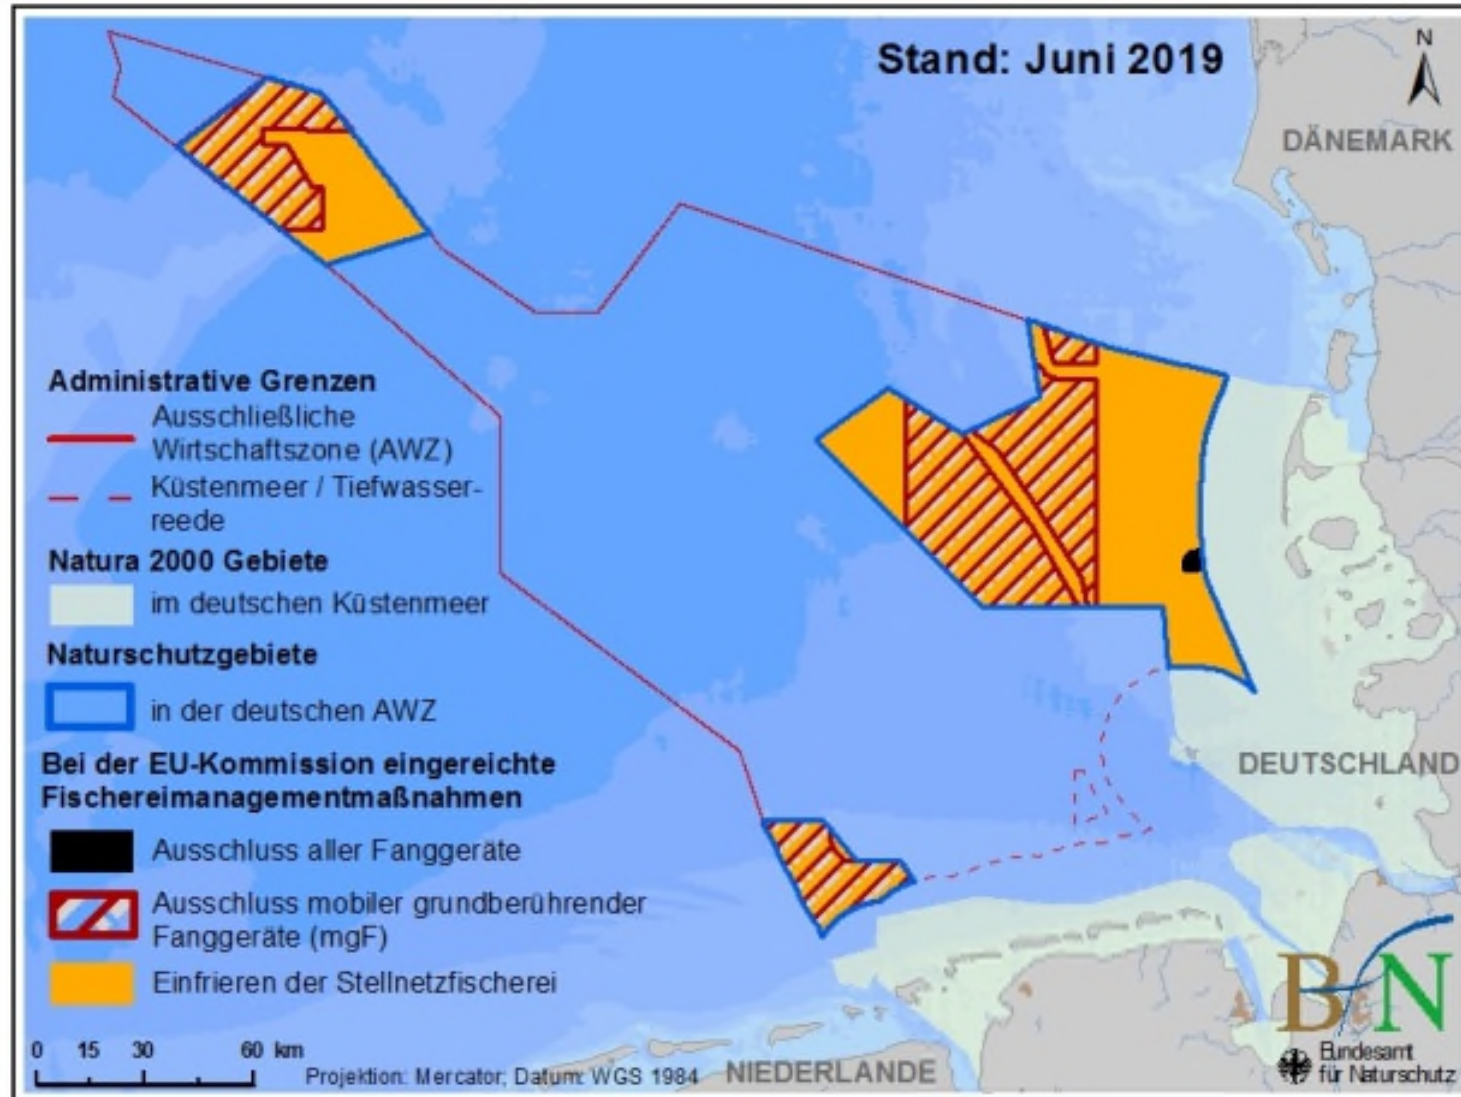 Stand: Juni 2019
N
DÄNEMARK
Administrative Grenzen
Ausschließliche
Wirtschaftszone (AWZ)
Küstenmeer / Tiefwasser-
reede
Natura 2000 Gebiete
im deutschen Küstenmeer
Naturschutzgebiete
in der deutschen AWZ
Bei der EU-Kommission eingereichte
Fischereimanagementmaßnahmen
Ausschluss aller Fanggeräte
Ausschluss mobiler grundberührender
Fanggeräte (mgF)
Einfrieren der Stellnetzfischerei
DEUTSCHLAND
0 15 30 60 km
Projektion: Mercator; Datum: WGS 1984
NIEDERLANDE
BfN
Bundesamt
für Naturschutz